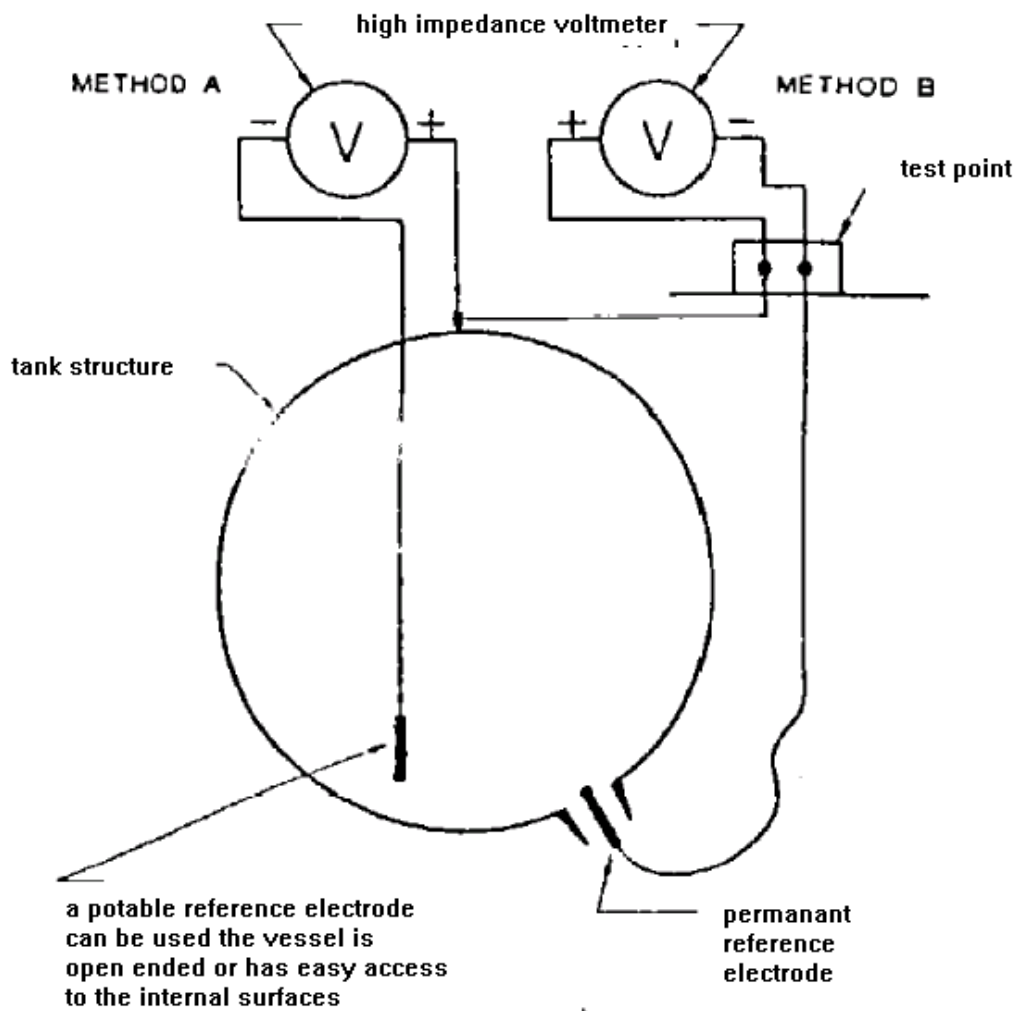 high impedance voltmeter
METHOD A
METHOD B
- V +
+ V -
test point
tank structure
a potable reference electrode
can be used the vessel is
open ended or has easy access
to the internal surfaces
permanant
reference
electrode